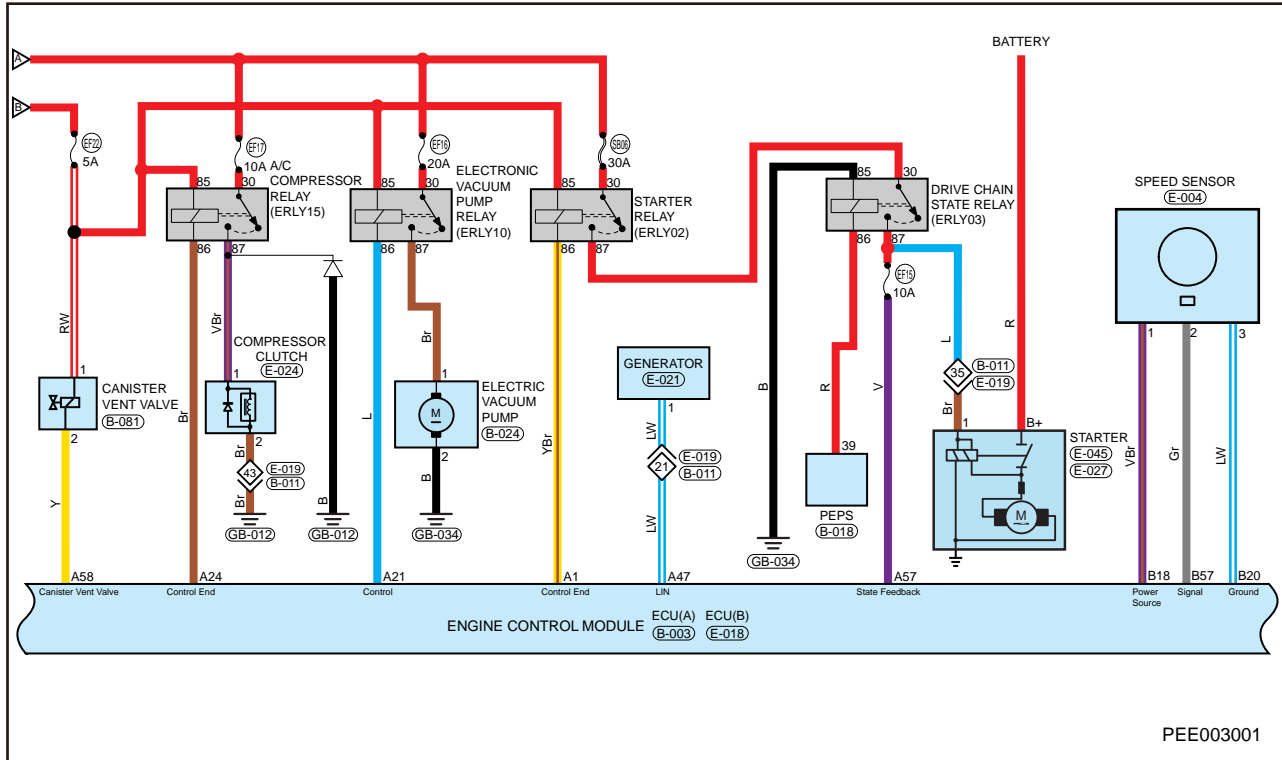 A
BATTERY
B
EF22
5A
EF17
10A
A/C
COMPRESSOR
RELAY
(ERLY15)
85
30
86
87
EF16
20A
ELECTRONIC
VACUUM
PUMP
RELAY
(ERLY10)
85
30
86
87
SB06
30A
STARTER
RELAY
(ERLY02)
85
30
86
87
DRIVE CHAIN
STATE RELAY
(ERLY03)
85
30
86
87
EF15
10A
SPEED SENSOR
E-004
1
2
3
RW
VBr
COMPRESSOR
CLUTCH
E-024
1
2
Br
43
E-019
B-011
Br
GB-012
B
GB-012
1
CANISTER
VENT VALVE
B-081
2
Y
Br
L
Br
1
M
ELECTRIC
VACUUM
PUMP
B-024
2
B
GB-034
YBr
GENERATOR
E-021
1
LW
21
E-019
B-011
LW
B
GB-034
R
39
PEPS
B-018
V
L
35
B-011
E-019
Br
R
1
B+
STARTER
E-045
E-027
M
VBr
Gr
LW
A58
A24
A21
A1
A47
A57
B18
B57
B20
Canister Vent Valve
Control End
Control
Control End
LIN
State Feedback
Power
Source
Signal
Ground
ENGINE CONTROL MODULE
ECU(A)
B-003
ECU(B)
E-018
PEE003001